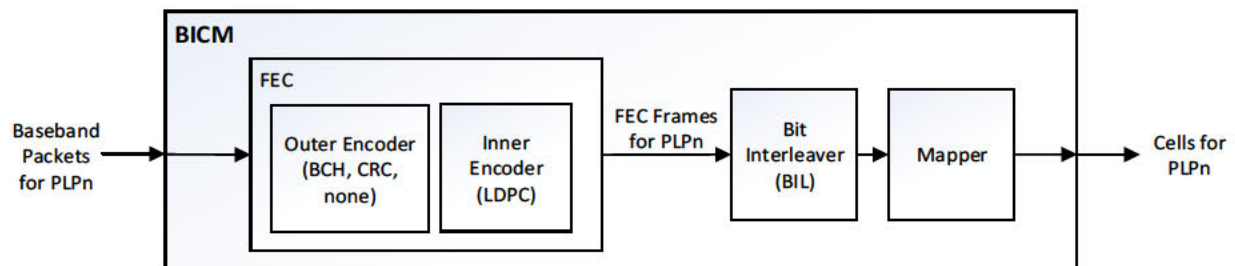 BICM
FEC
Baseband
Packets
for PLPn
Outer Encoder
(BCH, CRC,
none)
Inner
Encoder
(LDPC)
FEC Frames
for PLPn
Bit
Interleaver
(BIL)
Mapper
Cells for
PLPn